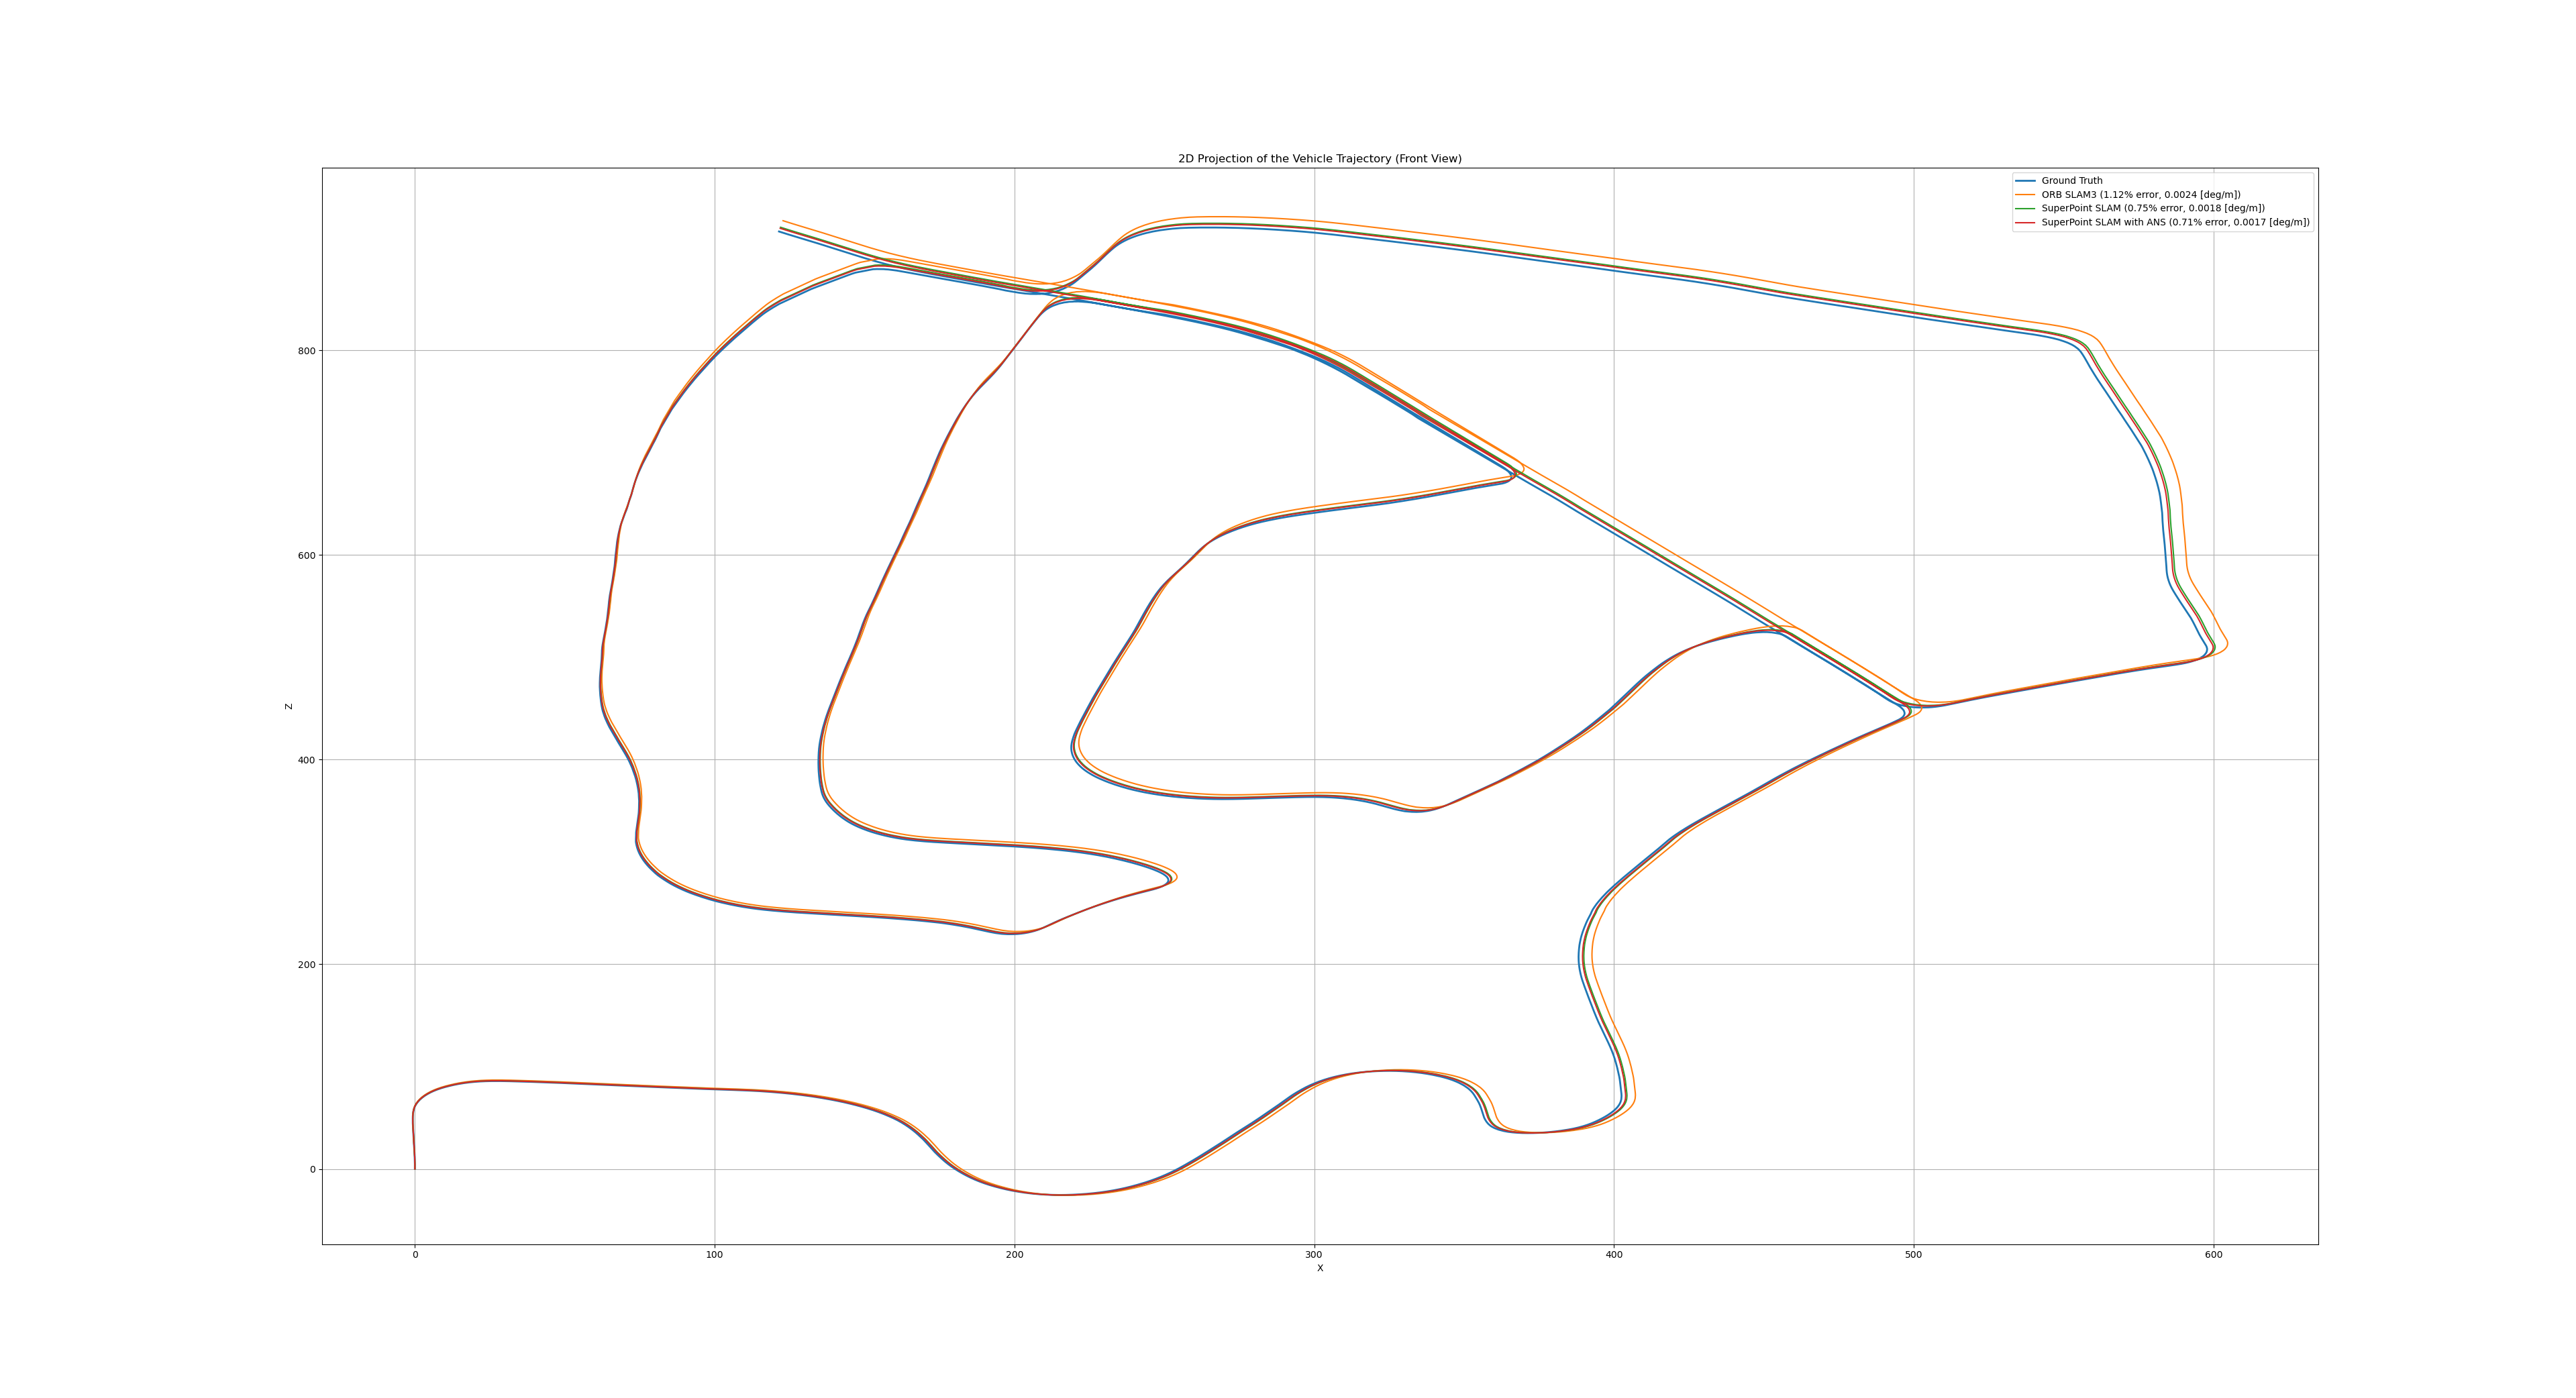 2D Projection of the Vehicle Trajectory (Front View)
Ground Truth
ORB SLAM3 (1.12% error, 0.0024 [deg/m])
SuperPoint SLAM (0.75% error, 0.0018 [deg/m])
SuperPoint SLAM with ANS (0.71% error, 0.0017 [deg/m])
800
600
Z
400
200
0
0 100 200 300 400 500 600
X